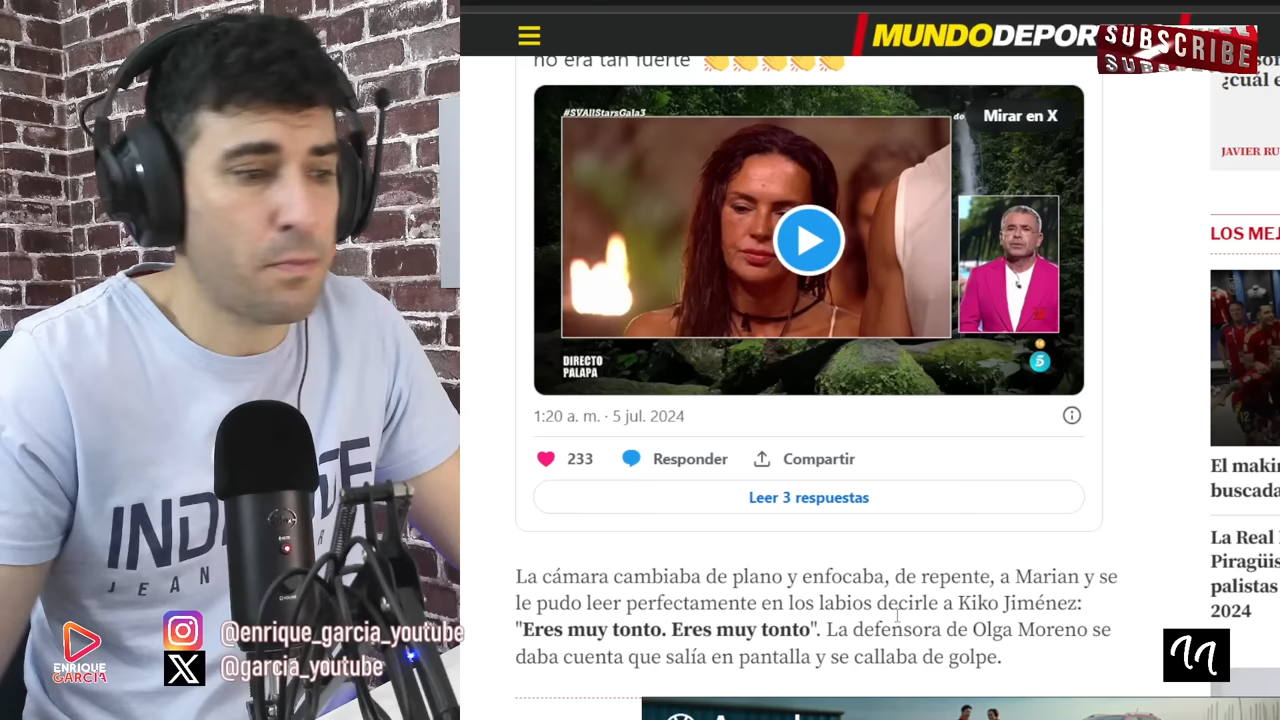 MUNDODEPOR
SUBSCRIBE
no era tan fuerte
¿cuál e
JAVIER RU
#SVAllStarsGala3
do
Mirar en X
LOS MEJ
DIRECTO
PALAPA
5
1:20 a. m. · 5 jul. 2024
233
Responder
Compartir
Leer 3 respuestas
El makin
buscada
La Real
Piragüis
palistas
2024
La cámara cambiaba de plano y enfocaba, de repente, a Marian y se
le pudo leer perfectamente en los labios decirle a Kiko Jiménez:
"Eres muy tonto. Eres muy tonto". La defensora de Olga Moreno se
daba cuenta que salía en pantalla y se callaba de golpe.
IND
JEAN
@enrique_garcia_youtube
@garcia_youtube
ENRIQUE
GARCIA